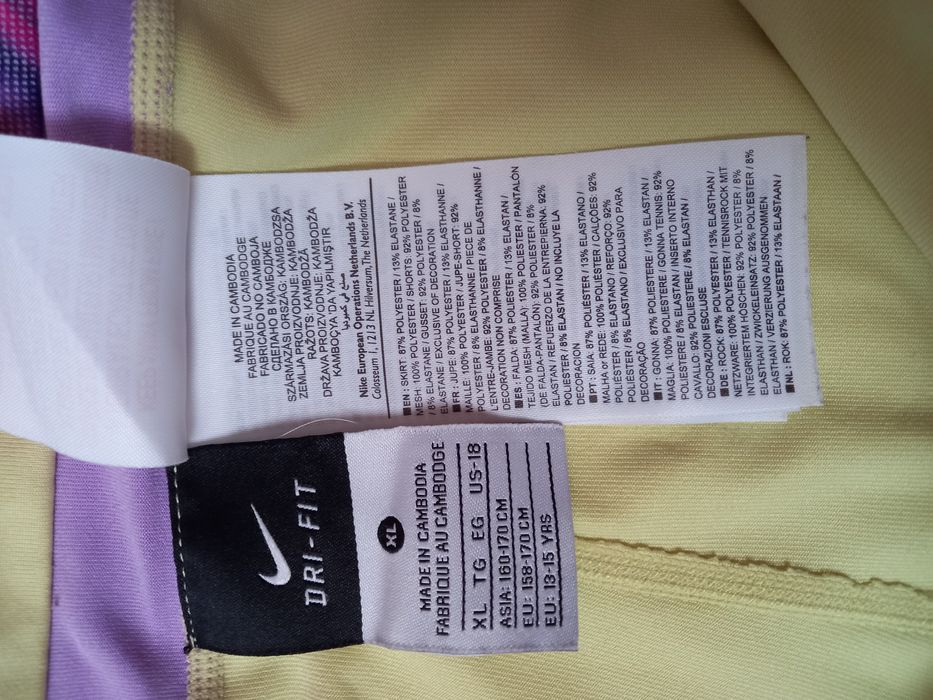 MADE IN CAMBODIA
FABRIQUE AU CAMBODGE
FABRICADO NO CAMBOJA
СДЕЛАНО В КАМБОДЖЕ
SZÁRMAZÁSI ORSZÁG: KAMBODZSA
ZEMLJA PROIZVODNJE: KAMBODŽA
RAŽOTS: KAMBODŽA
DRŽAVA PROIZVODNJE: KAMBODŽA
KAMBOÇYA'DA YAPILMIŞTIR
صنع في كمبوديا
Nike European Operations Netherlands B.V.
Colosseum 1, 1213 NL Hilversum, The Netherlands
■ EN: SKIRT: 87% POLYESTER / 13% ELASTANE /
MESH: 100% POLYESTER / SHORTS: 92% POLYESTER
/ 8% ELASTANE / GUSSET: 92% POLYESTER / 8%
ELASTANE / EXCLUSIVE OF DECORATION
■ FR: JUPE: 87% POLYESTER / 13% ELASTHANNE /
MAILLE: 100% POLYESTER / JUPE-SHORT: 92%
POLYESTER / 8% ELASTHANNE / PIECE DE
L'ENTRE-JAMBE: 92% POLYESTER / 8% ELASTHANNE /
DECORATION NON COMPRISE
■ ES: FALDA: 87% POLIESTER / 13% ELASTAN /
TEJIDO MESH (MALLA): 100% POLIESTER / PANTALÓN
(DE FALDA-PANTALÓN): 92% POLIESTER / 8%
ELASTAN / REFUERZO DE LA ENTREPIERNA: 92%
POLIESTER / 8% ELASTAN / NO INCLUYE LA
DECORACION
■ PT: SAIA: 87% POLIÉSTER / 13% ELASTANO /
MALHA or REDE: 100% POLIÉSTER / CALÇÕES: 92%
POLIÉSTER / 8% ELASTANO / REFORÇO: 92%
POLIÉSTER / 8% ELASTANO / EXCLUSIVO PARA
DECORAÇÃO
■ IT: GONNA: 87% POLIESTERE / 13% ELASTAN /
MAGLIA: 100% POLIESTERE / GONNA TENNIS: 92%
POLIESTERE / 8% ELASTAN / INSERTO INTERNO
CAVALLO: 92% POLIESTERE / 8% ELASTAN /
DECORAZIONI ESCLUSE
■ DE: ROCK: 87% POLYESTER / 13% ELASTHAN /
NETZWARE: 100% POLYESTER / TENNISROCK MIT
INTEGRIERTEM HÖSCHEN: 92% POLYESTER / 8%
ELASTHAN / ZWICKELEINSATZ: 92% POLYESTER / 8%
ELASTHAN / VERZIERUNG AUSGENOMMEN
■ NL: ROK: 87% POLYESTER / 13% ELASTAAN /
DRI-FIT
XL
MADE IN CAMBODIA
FABRIQUE AU CAMBODGE
XL TG EG US-18
ASIA: 160-170 CM
EU: 158-170 CM
EU: 13-15 YRS